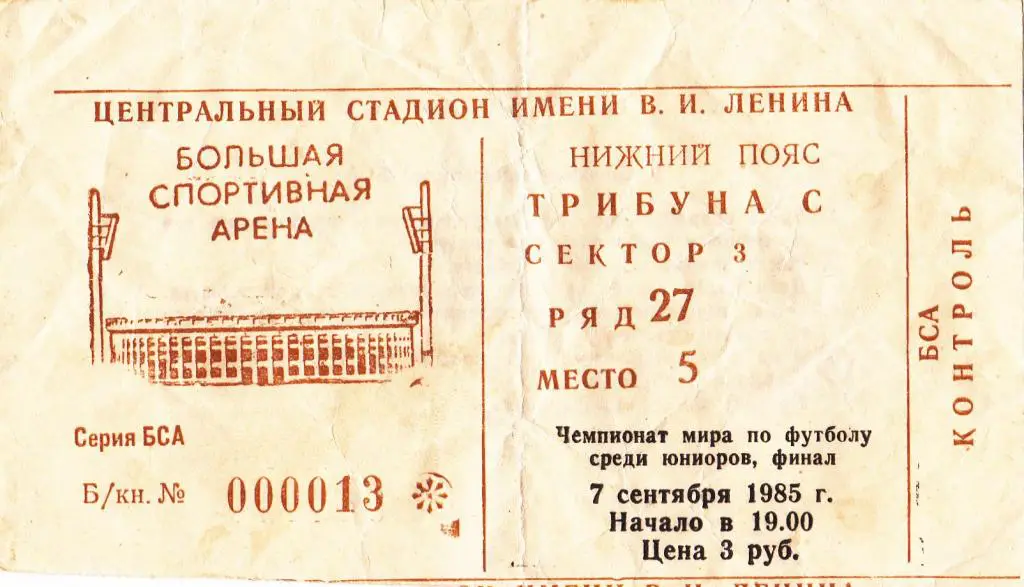 ЦЕНТРАЛЬНЫЙ СТАДИОН ИМЕНИ В. И. ЛЕНИНА
БОЛЬШАЯ
СПОРТИВНАЯ
АРЕНА
Серия БСА
Б/кн. № 000013
НИЖНИЙ ПОЯС
ТРИБУНА С
СЕКТОР 3
РЯД 27
МЕСТО 5
Чемпионат мира по футболу
среди юниоров, финал
7 сентября 1985 г.
Начало в 19.00
Цена 3 руб.
БСА
КОНТРОЛЬ
ИМЕНИ В. И. ЛЕНИНА